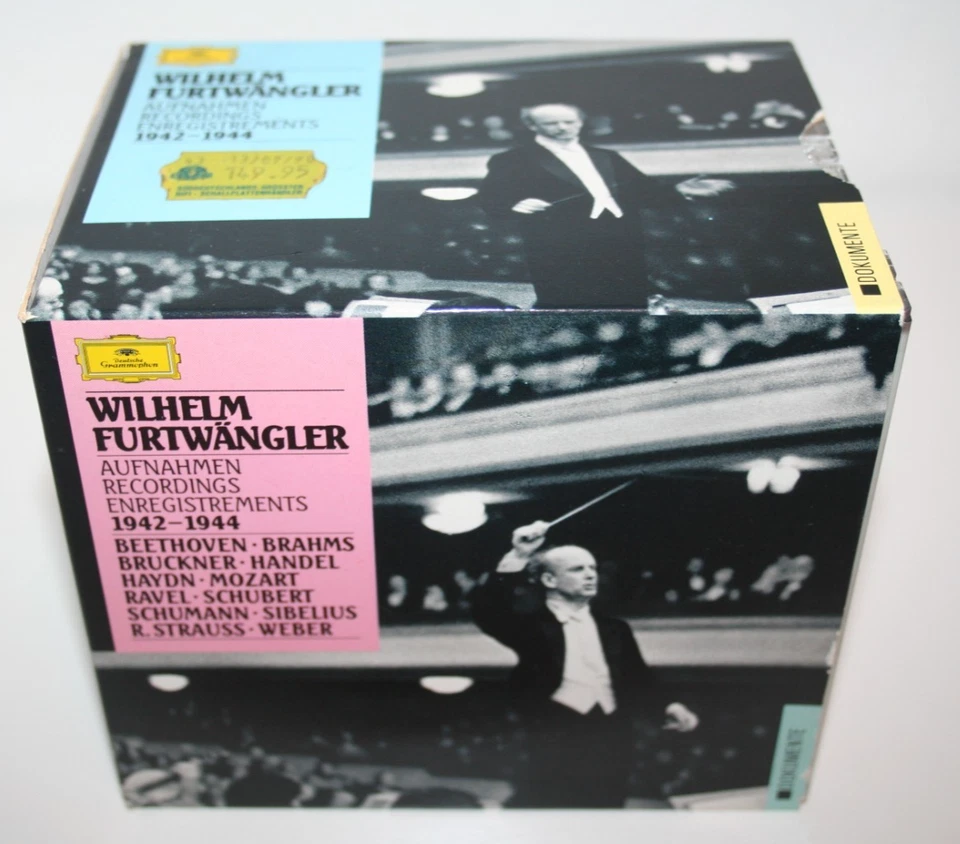 WILHELM
FURTWÄNGLER
AUFNAHMEN
RECORDINGS
ENREGISTREMENTS
1942–1944
149.95
DOKUMENTE
Deutsche
Grammophon
WILHELM
FURTWÄNGLER
AUFNAHMEN
RECORDINGS
ENREGISTREMENTS
1942–1944
BEETHOVEN · BRAHMS
BRUCKNER · HANDEL
HAYDN · MOZART
RAVEL · SCHUBERT
SCHUMANN · SIBELIUS
R. STRAUSS · WEBER
DOKUMENTE